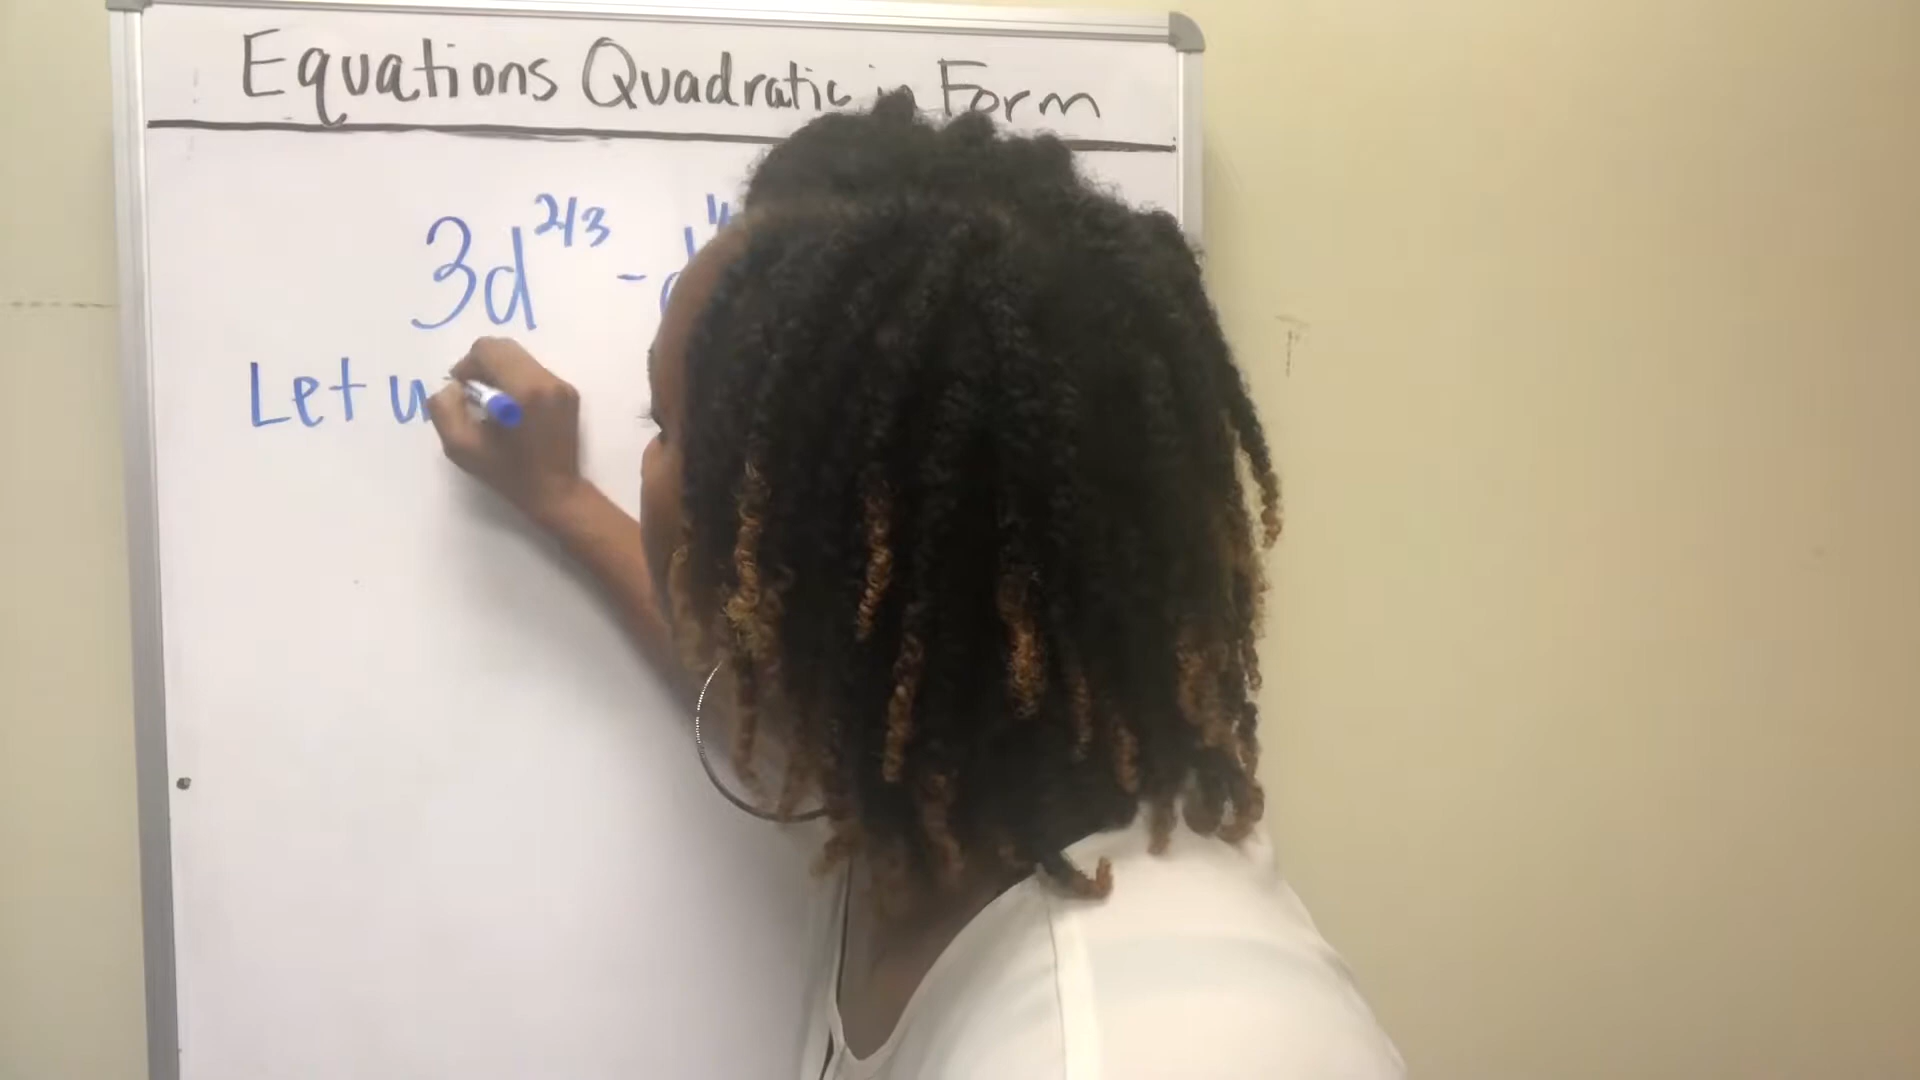 Equations Quadratic in Form
3d^2/3 -
Let u